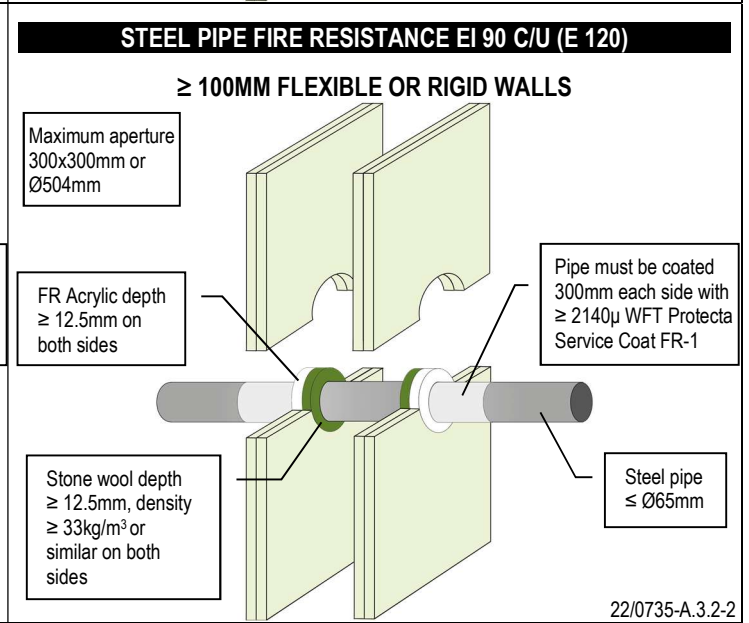 STEEL PIPE FIRE RESISTANCE EI 90 C/U (E 120)
≥ 100MM FLEXIBLE OR RIGID WALLS
Maximum aperture
300x300mm or
Ø504mm
FR Acrylic depth
≥ 12.5mm on
both sides
Pipe must be coated
300mm each side with
≥ 2140µ WFT Protecta
Service Coat FR-1
Stone wool depth
≥ 12.5mm, density
≥ 33kg/m³ or
similar on both
sides
Steel pipe
≤ Ø65mm
22/0735-A.3.2-2